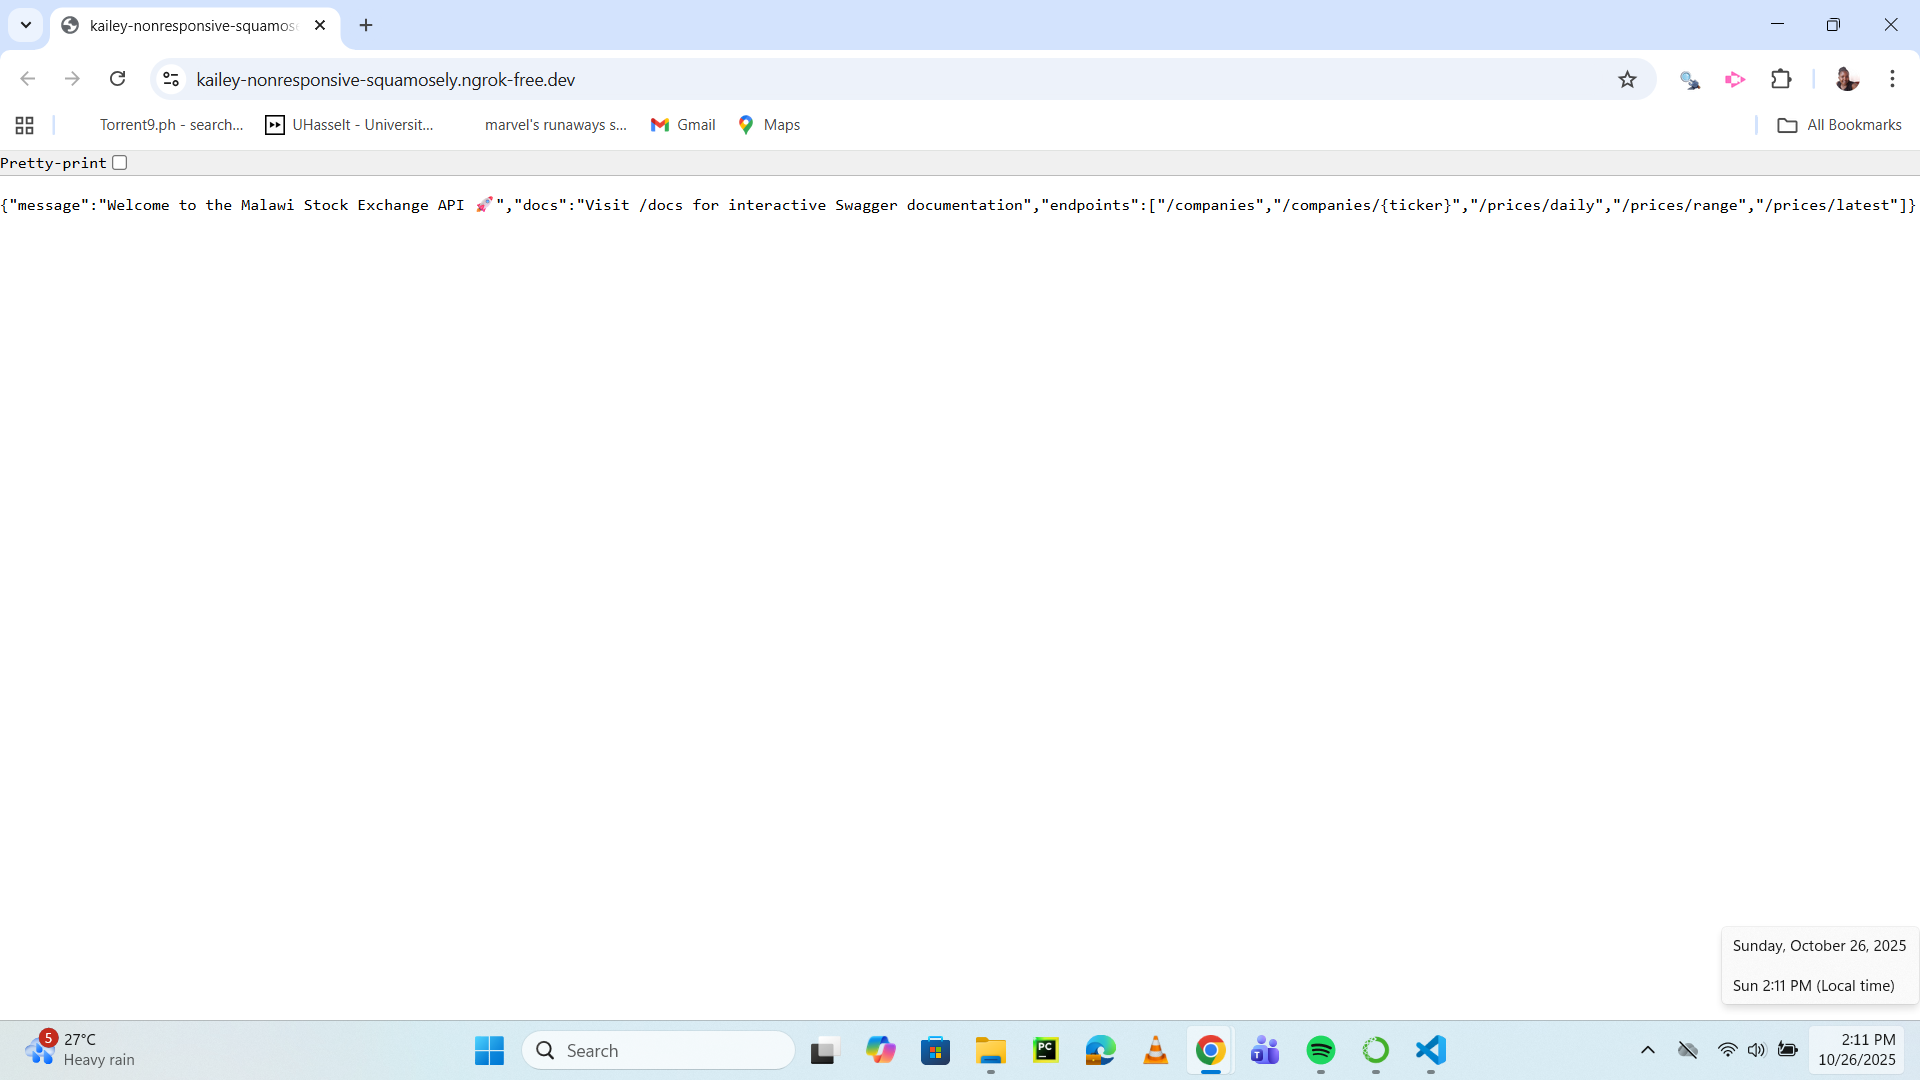 kailey-nonresponsive-squamos
kailey-nonresponsive-squamosely.ngrok-free.dev
Torrent9.ph - search... UHasselt - Universit... marvel's runaways s... Gmail Maps All Bookmarks
Pretty-print
{"message":"Welcome to the Malawi Stock Exchange API 🚀","docs":"Visit /docs for interactive Swagger documentation","endpoints":["/companies","/companies/{ticker}","/prices/daily","/prices/range","/prices/latest"]}
Sunday, October 26, 2025
Sun 2:11 PM (Local time)
5 27°C
Heavy rain
Search
PC
T
2:11 PM
10/26/2025